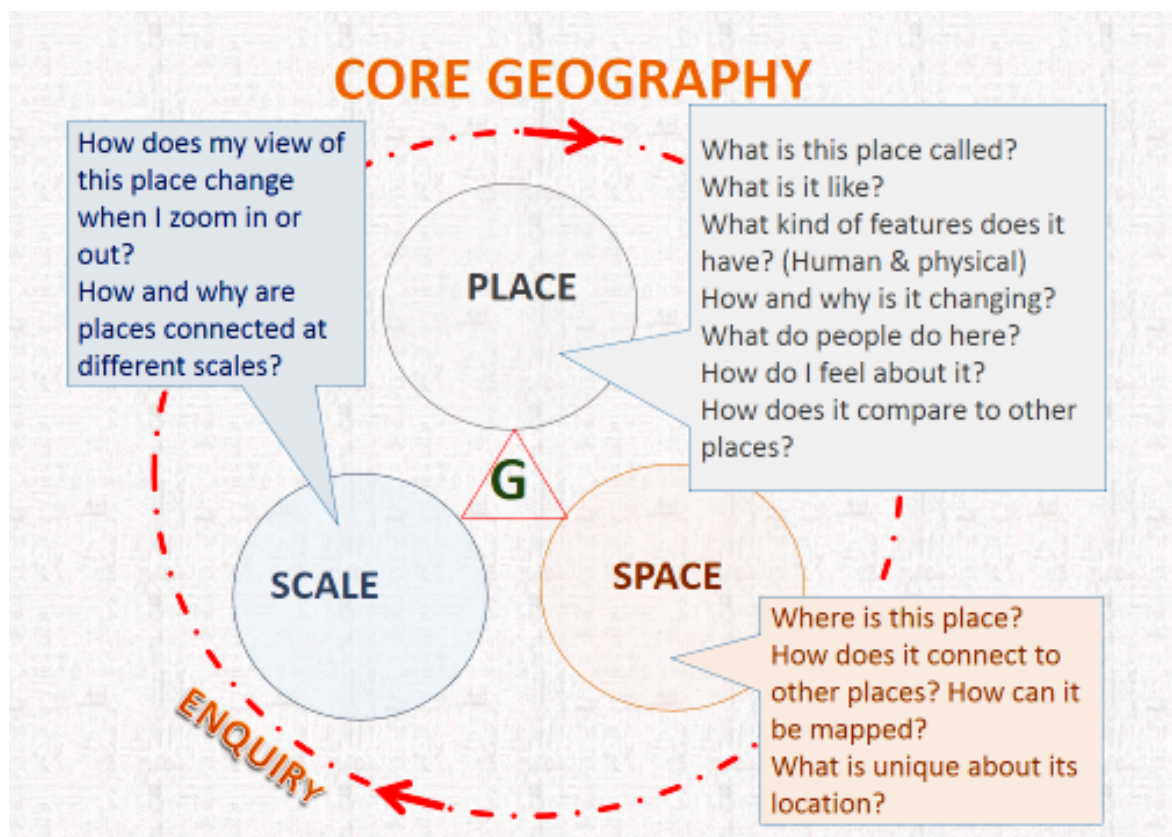 CORE GEOGRAPHY
How does my view of
this place change
when I zoom in or
out?
How and why are
places connected at
different scales?
What is this place called?
What is it like?
What kind of features does it
have? (Human & physical)
How and why is it changing?
What do people do here?
How do I feel about it?
How does it compare to other
places?
PLACE
G
SCALE
SPACE
Where is this place?
How does it connect to
other places? How can it
be mapped?
What is unique about its
location?
ENQUIRY